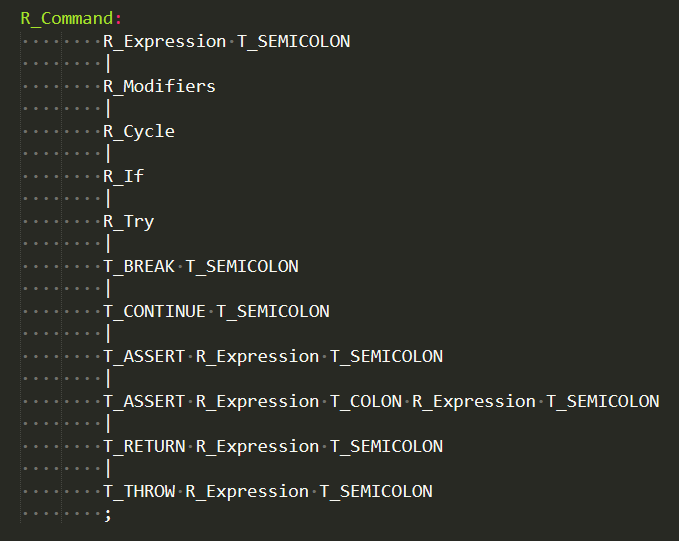 R_Command:
R_Expression T_SEMICOLON
|
R_Modifiers
|
R_Cycle
|
R_If
|
R_Try
|
T_BREAK T_SEMICOLON
|
T_CONTINUE T_SEMICOLON
|
T_ASSERT R_Expression T_SEMICOLON
|
T_ASSERT R_Expression T_COLON R_Expression T_SEMICOLON
|
T_RETURN R_Expression T_SEMICOLON
|
T_THROW R_Expression T_SEMICOLON
;